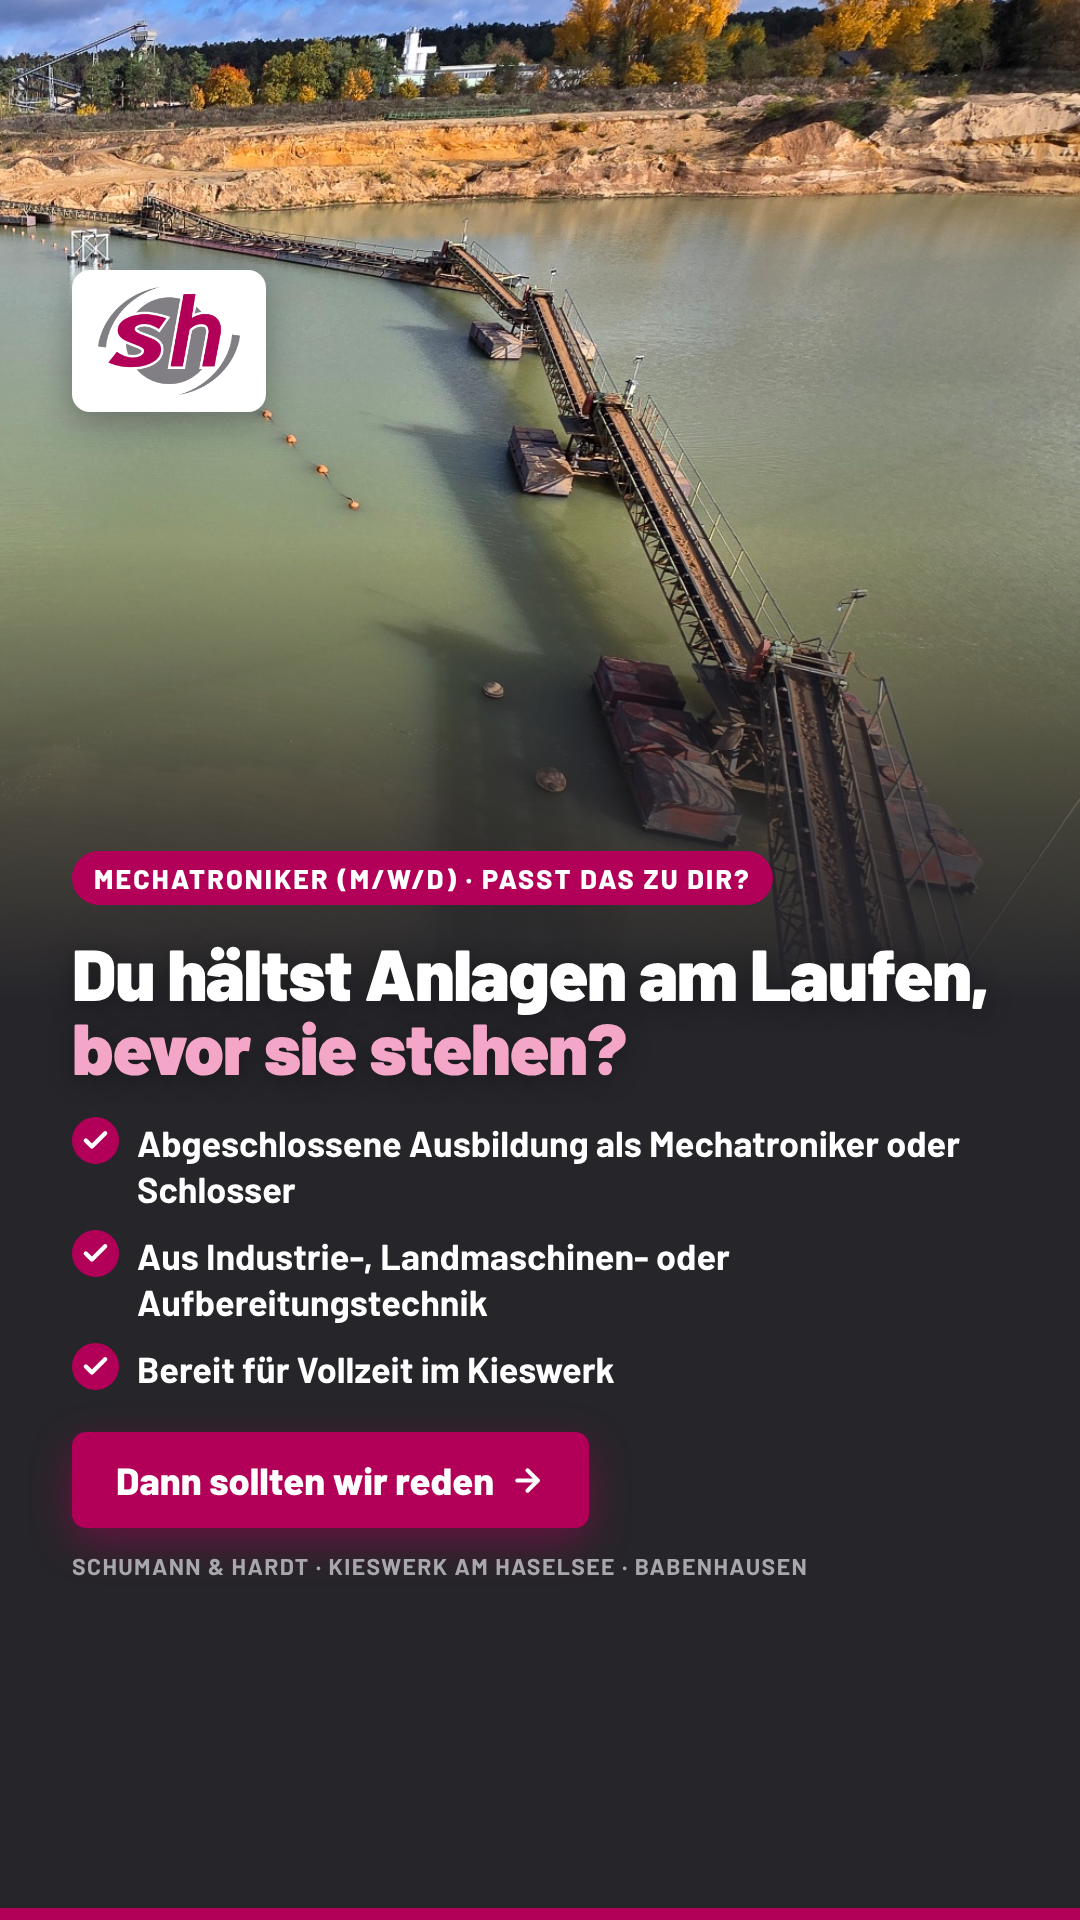 sh
MECHATRONIKER (M/W/D) · PASST DAS ZU DIR?
Du hältst Anlagen am Laufen,
bevor sie stehen?
Abgeschlossene Ausbildung als Mechatroniker oder
Schlosser
Aus Industrie-, Landmaschinen- oder
Aufbereitungstechnik
Bereit für Vollzeit im Kieswerk
Dann sollten wir reden →
SCHUMANN & HARDT · KIESWERK AM HASELSEE · BABENHAUSEN